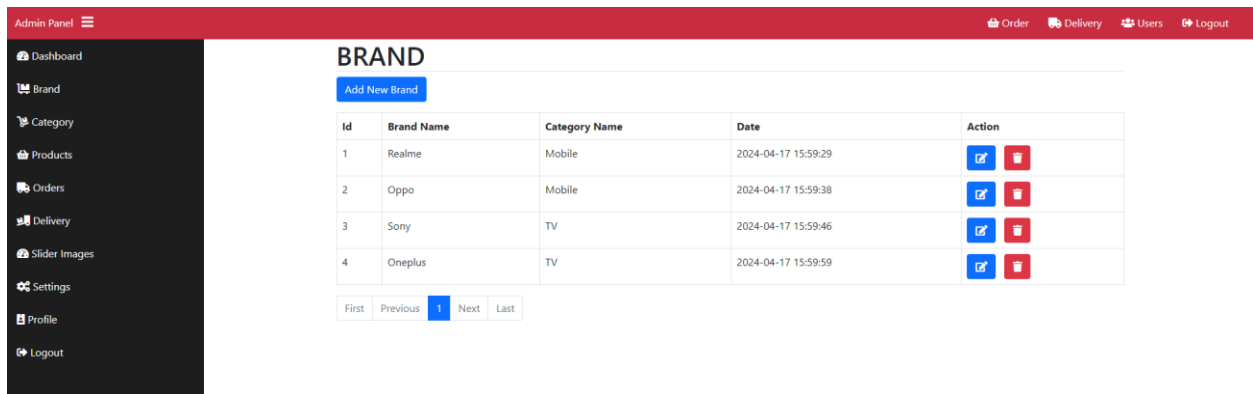 Admin Panel
Order Delivery Users Logout
Dashboard
Brand
Category
Products
Orders
Delivery
Slider Images
Settings
Profile
Logout
BRAND
Add New Brand
Id Brand Name Category Name Date Action
1 Realme Mobile 2024-04-17 15:59:29
2 Oppo Mobile 2024-04-17 15:59:38
3 Sony TV 2024-04-17 15:59:46
4 Oneplus TV 2024-04-17 15:59:59
First Previous 1 Next Last